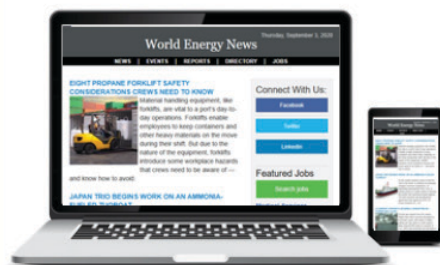 Thursday, September 3, 2020
World Energy News
NEWS | EVENTS | REPORTS | DIRECTORY | JOBS
EIGHT PROPANE FORKLIFT SAFETY
CONSIDERATIONS CREWS NEED TO KNOW
Material handling equipment, like
forklifts, are vital to a port's day-to-
day operations. Forklifts enable
employees to keep containers and
other heavy materials on the move
during their shift. But due to the
nature of the equipment, forklifts
introduce some workplace hazards
that crews need to be aware of —
and know how to avoid.
JAPAN TRIO BEGINS WORK ON AN AMMONIA-
FUELED TUGBOAT
Connect With Us:
Facebook
Twitter
LinkedIn
Featured Jobs
Search jobs
World Energy News